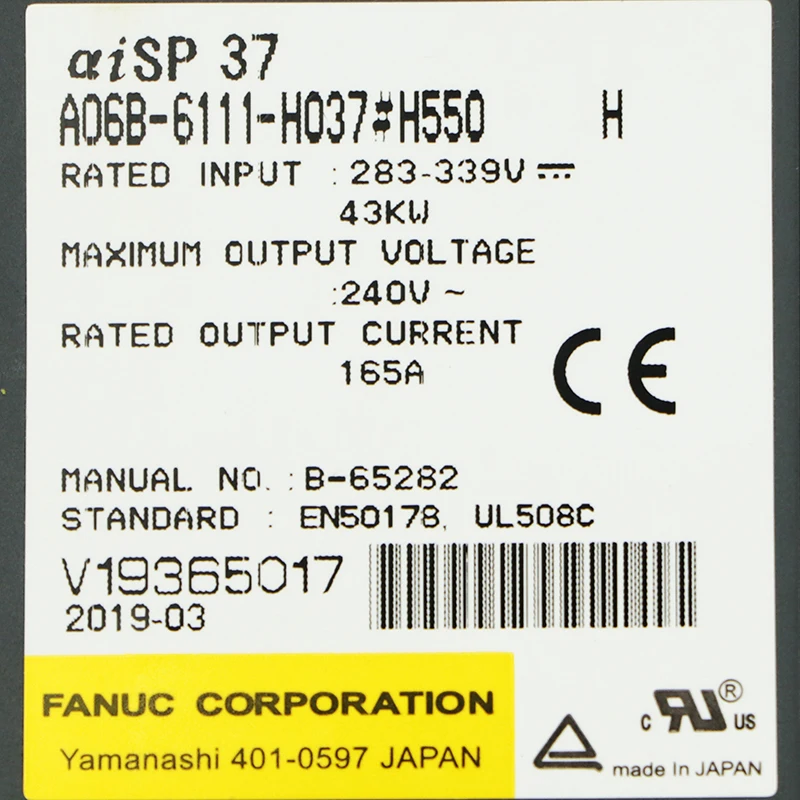 αiSP 37
A06B-6111-H037#H550 H
RATED INPUT : 283-339V ⎓
43KW
MAXIMUM OUTPUT VOLTAGE
:240V ~
RATED OUTPUT CURRENT
165A
CE
MANUAL NO. : B-65282
STANDARD : EN50178, UL508C
V19365017
2019-03
FANUC CORPORATION
Yamanashi 401-0597 JAPAN
c RU® US
made In JAPAN